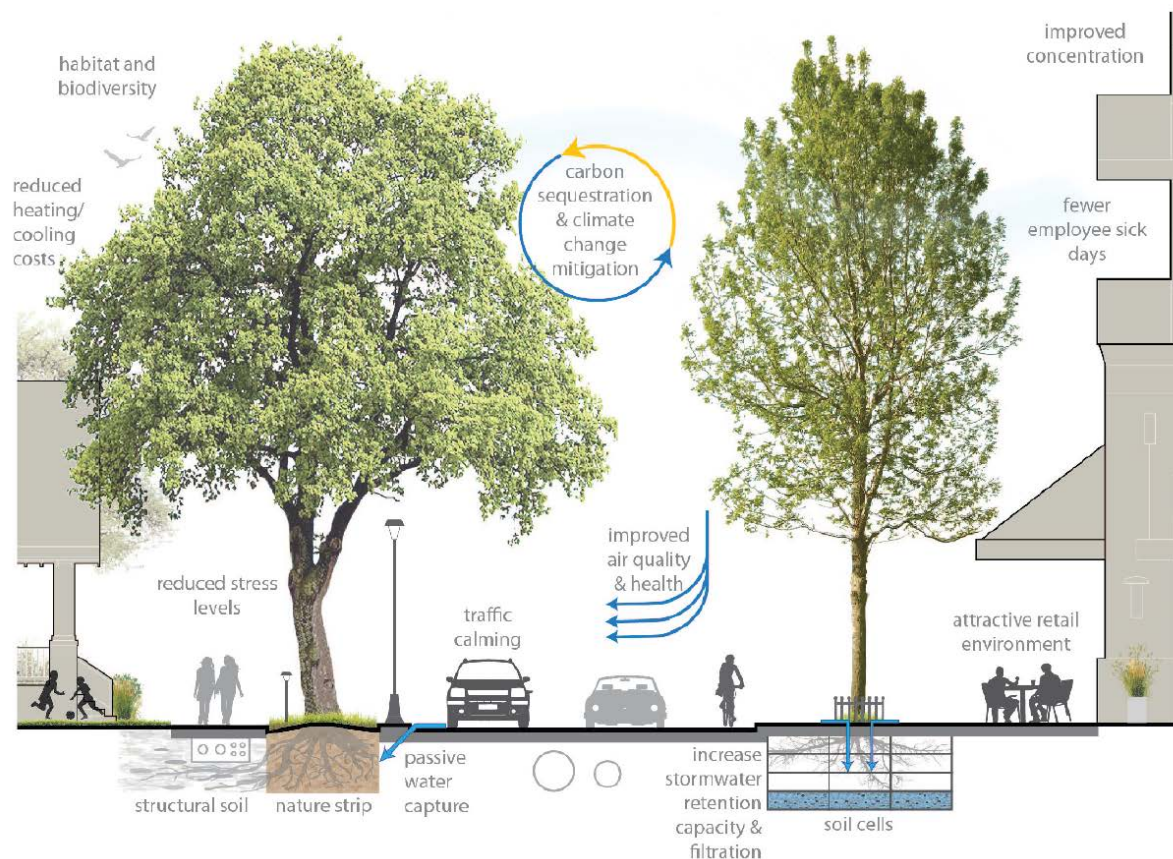 habitat and
biodiversity
improved
concentration
reduced
heating/
cooling
costs
carbon
sequestration
& climate
change
mitigation
fewer
employee sick
days
improved
air quality
& health
reduced stress
levels
traffic
calming
attractive retail
environment
structural soil
nature strip
passive
water
capture
increase
stormwater
retention
capacity &
filtration
soil cells